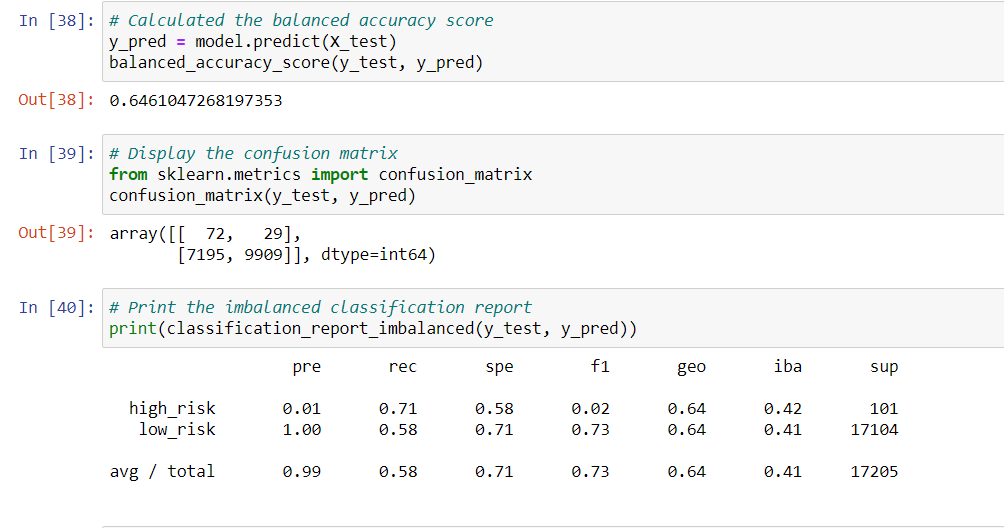 In [38]: # Calculated the balanced accuracy score
y_pred = model.predict(X_test)
balanced_accuracy_score(y_test, y_pred)
Out[38]: 0.6461047268197353
In [39]: # Display the confusion matrix
from sklearn.metrics import confusion_matrix
confusion_matrix(y_test, y_pred)
Out[39]: array([[  72,   29],
       [7195, 9909]], dtype=int64)
In [40]: # Print the imbalanced classification report
print(classification_report_imbalanced(y_test, y_pred))
pre rec spe f1 geo iba sup
high_risk 0.01 0.71 0.58 0.02 0.64 0.42 101
low_risk 1.00 0.58 0.71 0.73 0.64 0.41 17104
avg / total 0.99 0.58 0.71 0.73 0.64 0.41 17205